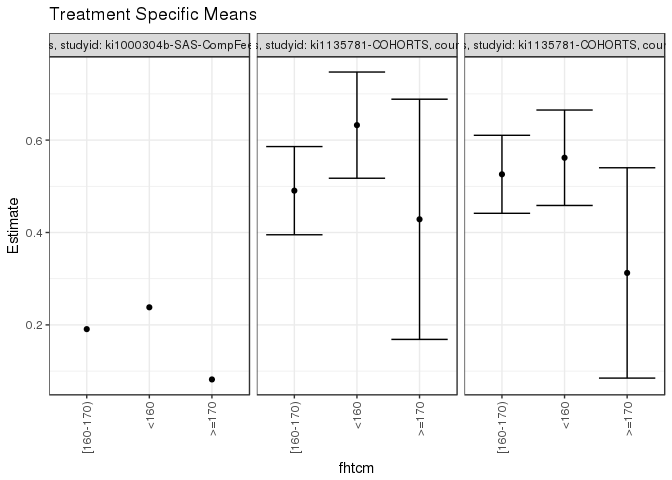 Treatment Specific Means
s, studyid: ki1000304b-SAS-CompFee
s, studyid: ki1135781-COHORTS, cour
s, studyid: ki1135781-COHORTS, cour
Estimate
0.6
0.4
0.2
[160-170)
<160
>=170
[160-170)
<160
>=170
[160-170)
<160
>=170
fhtcm